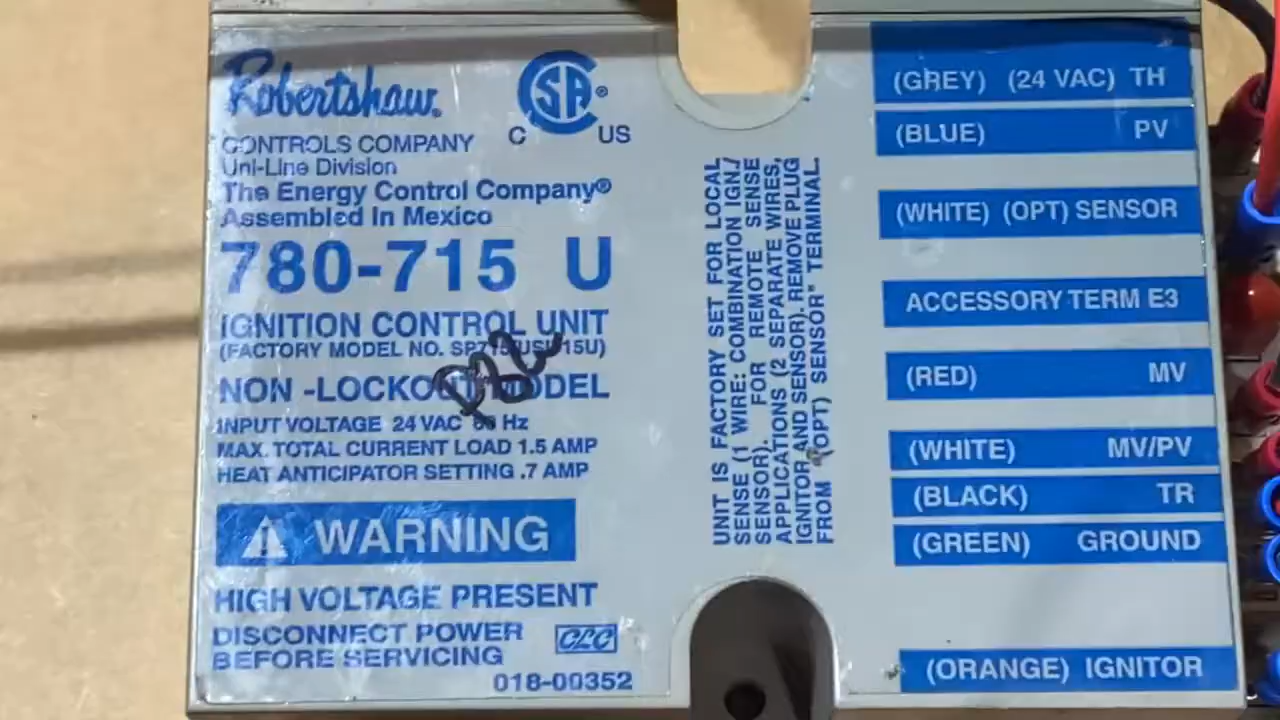 Robertshaw®
CSA®
C US
CONTROLS COMPANY
Uni-Line Division
The Energy Control Company®
Assembled In Mexico
780-715 U
IGNITION CONTROL UNIT
(FACTORY MODEL NO.
NON -LOCKOUT MODEL
INPUT VOLTAGE 24 VAC Hz
MAX. TOTAL CURRENT LOAD 1.5 AMP
HEAT ANTICIPATOR SETTING .7 AMP
WARNING
HIGH VOLTAGE PRESENT
DISCONNECT POWER
BEFORE SERVICING
CLC
018-00352
UNIT IS FACTORY SET FOR LOCAL
SENSE (1 WIRE: COMBINATION IGN./
SENSOR). FOR REMOTE SENSE
APPLICATIONS (2 SEPARATE WIRES,
IGNITOR AND SENSOR). REMOVE PLUG
FROM "(OPT) SENSOR" TERMINAL.
(GREY) (24 VAC) TH
(BLUE) PV
(WHITE) (OPT) SENSOR
ACCESSORY TERM E3
(RED) MV
(WHITE) MV/PV
(BLACK) TR
(GREEN) GROUND
(ORANGE) IGNITOR